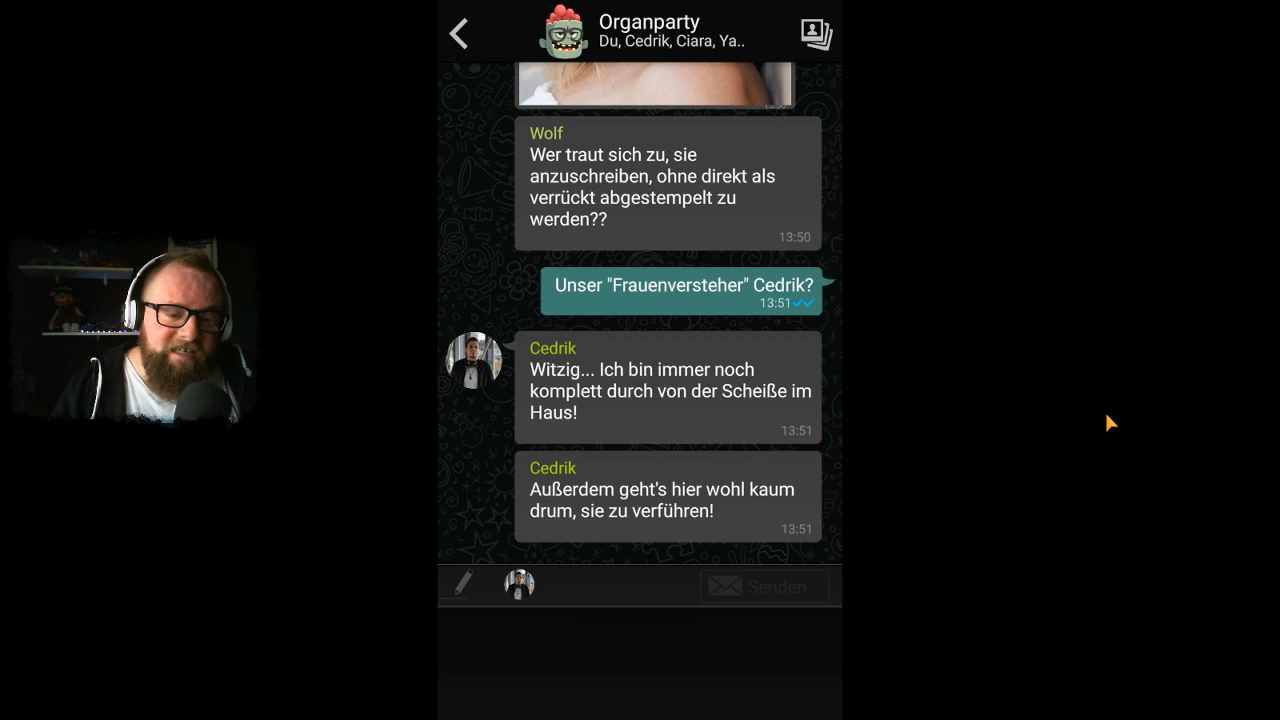 Organparty
Du, Cedrik, Ciara, Ya..
Wolf
Wer traut sich zu, sie
anzuschreiben, ohne direkt als
verrückt abgestempelt zu
werden??
13:50
Unser "Frauenversteher" Cedrik?
13:51
Cedrik
Witzig... Ich bin immer noch
komplett durch von der Scheiße im
Haus!
13:51
Cedrik
Außerdem geht's hier wohl kaum
drum, sie zu verführen!
13:51
Senden